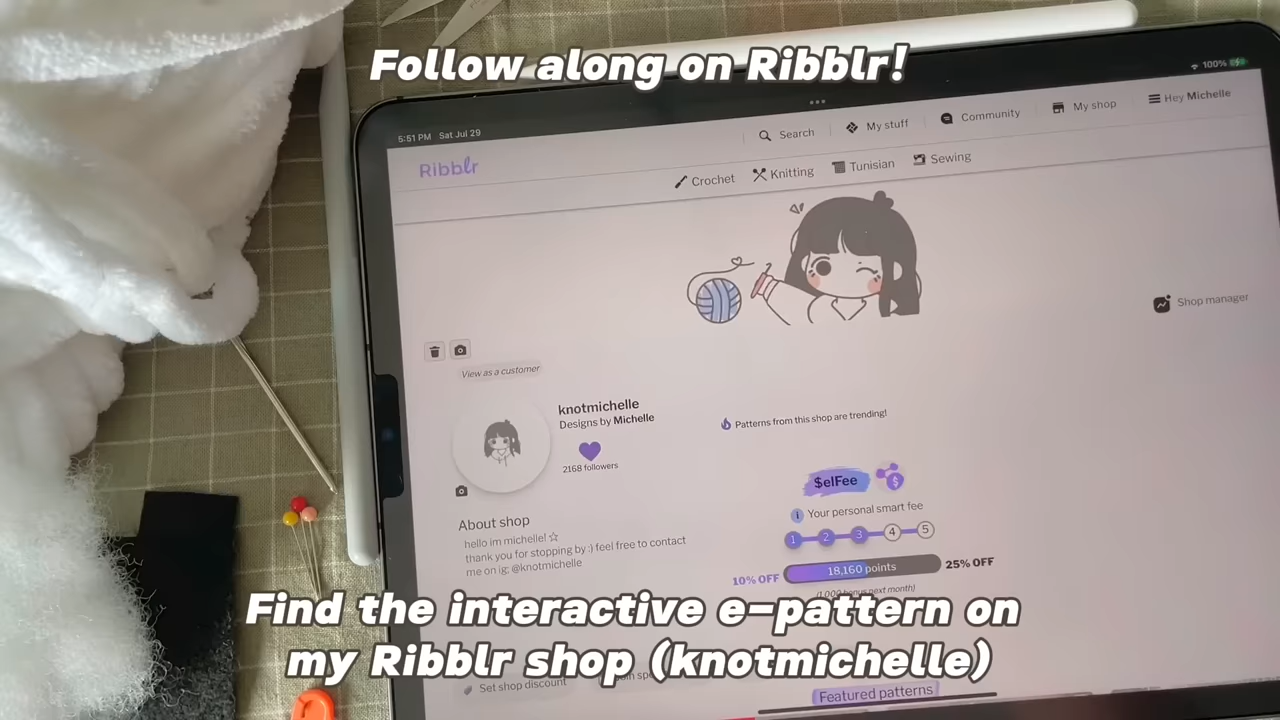 Follow along on Ribblr!
5:51 PM Sat Jul 29
100%
Ribblr
Search
My stuff
Community
My shop
Hey Michelle
Crochet
Knitting
Tunisian
Sewing
Shop manager
View as a customer
knotmichelle
Designs by Michelle
2168 followers
Patterns from this shop are trending!
$elFee
$
i Your personal smart fee
1 2 3 4 5
10% OFF 18,160 points 25% OFF
About shop
hello im michelle! ☆
thank you for stopping by :) feel free to contact
me on ig; @knotmichelle
Find the interactive e-pattern on
my Ribblr shop (knotmichelle)
Set shop discount
Featured patterns